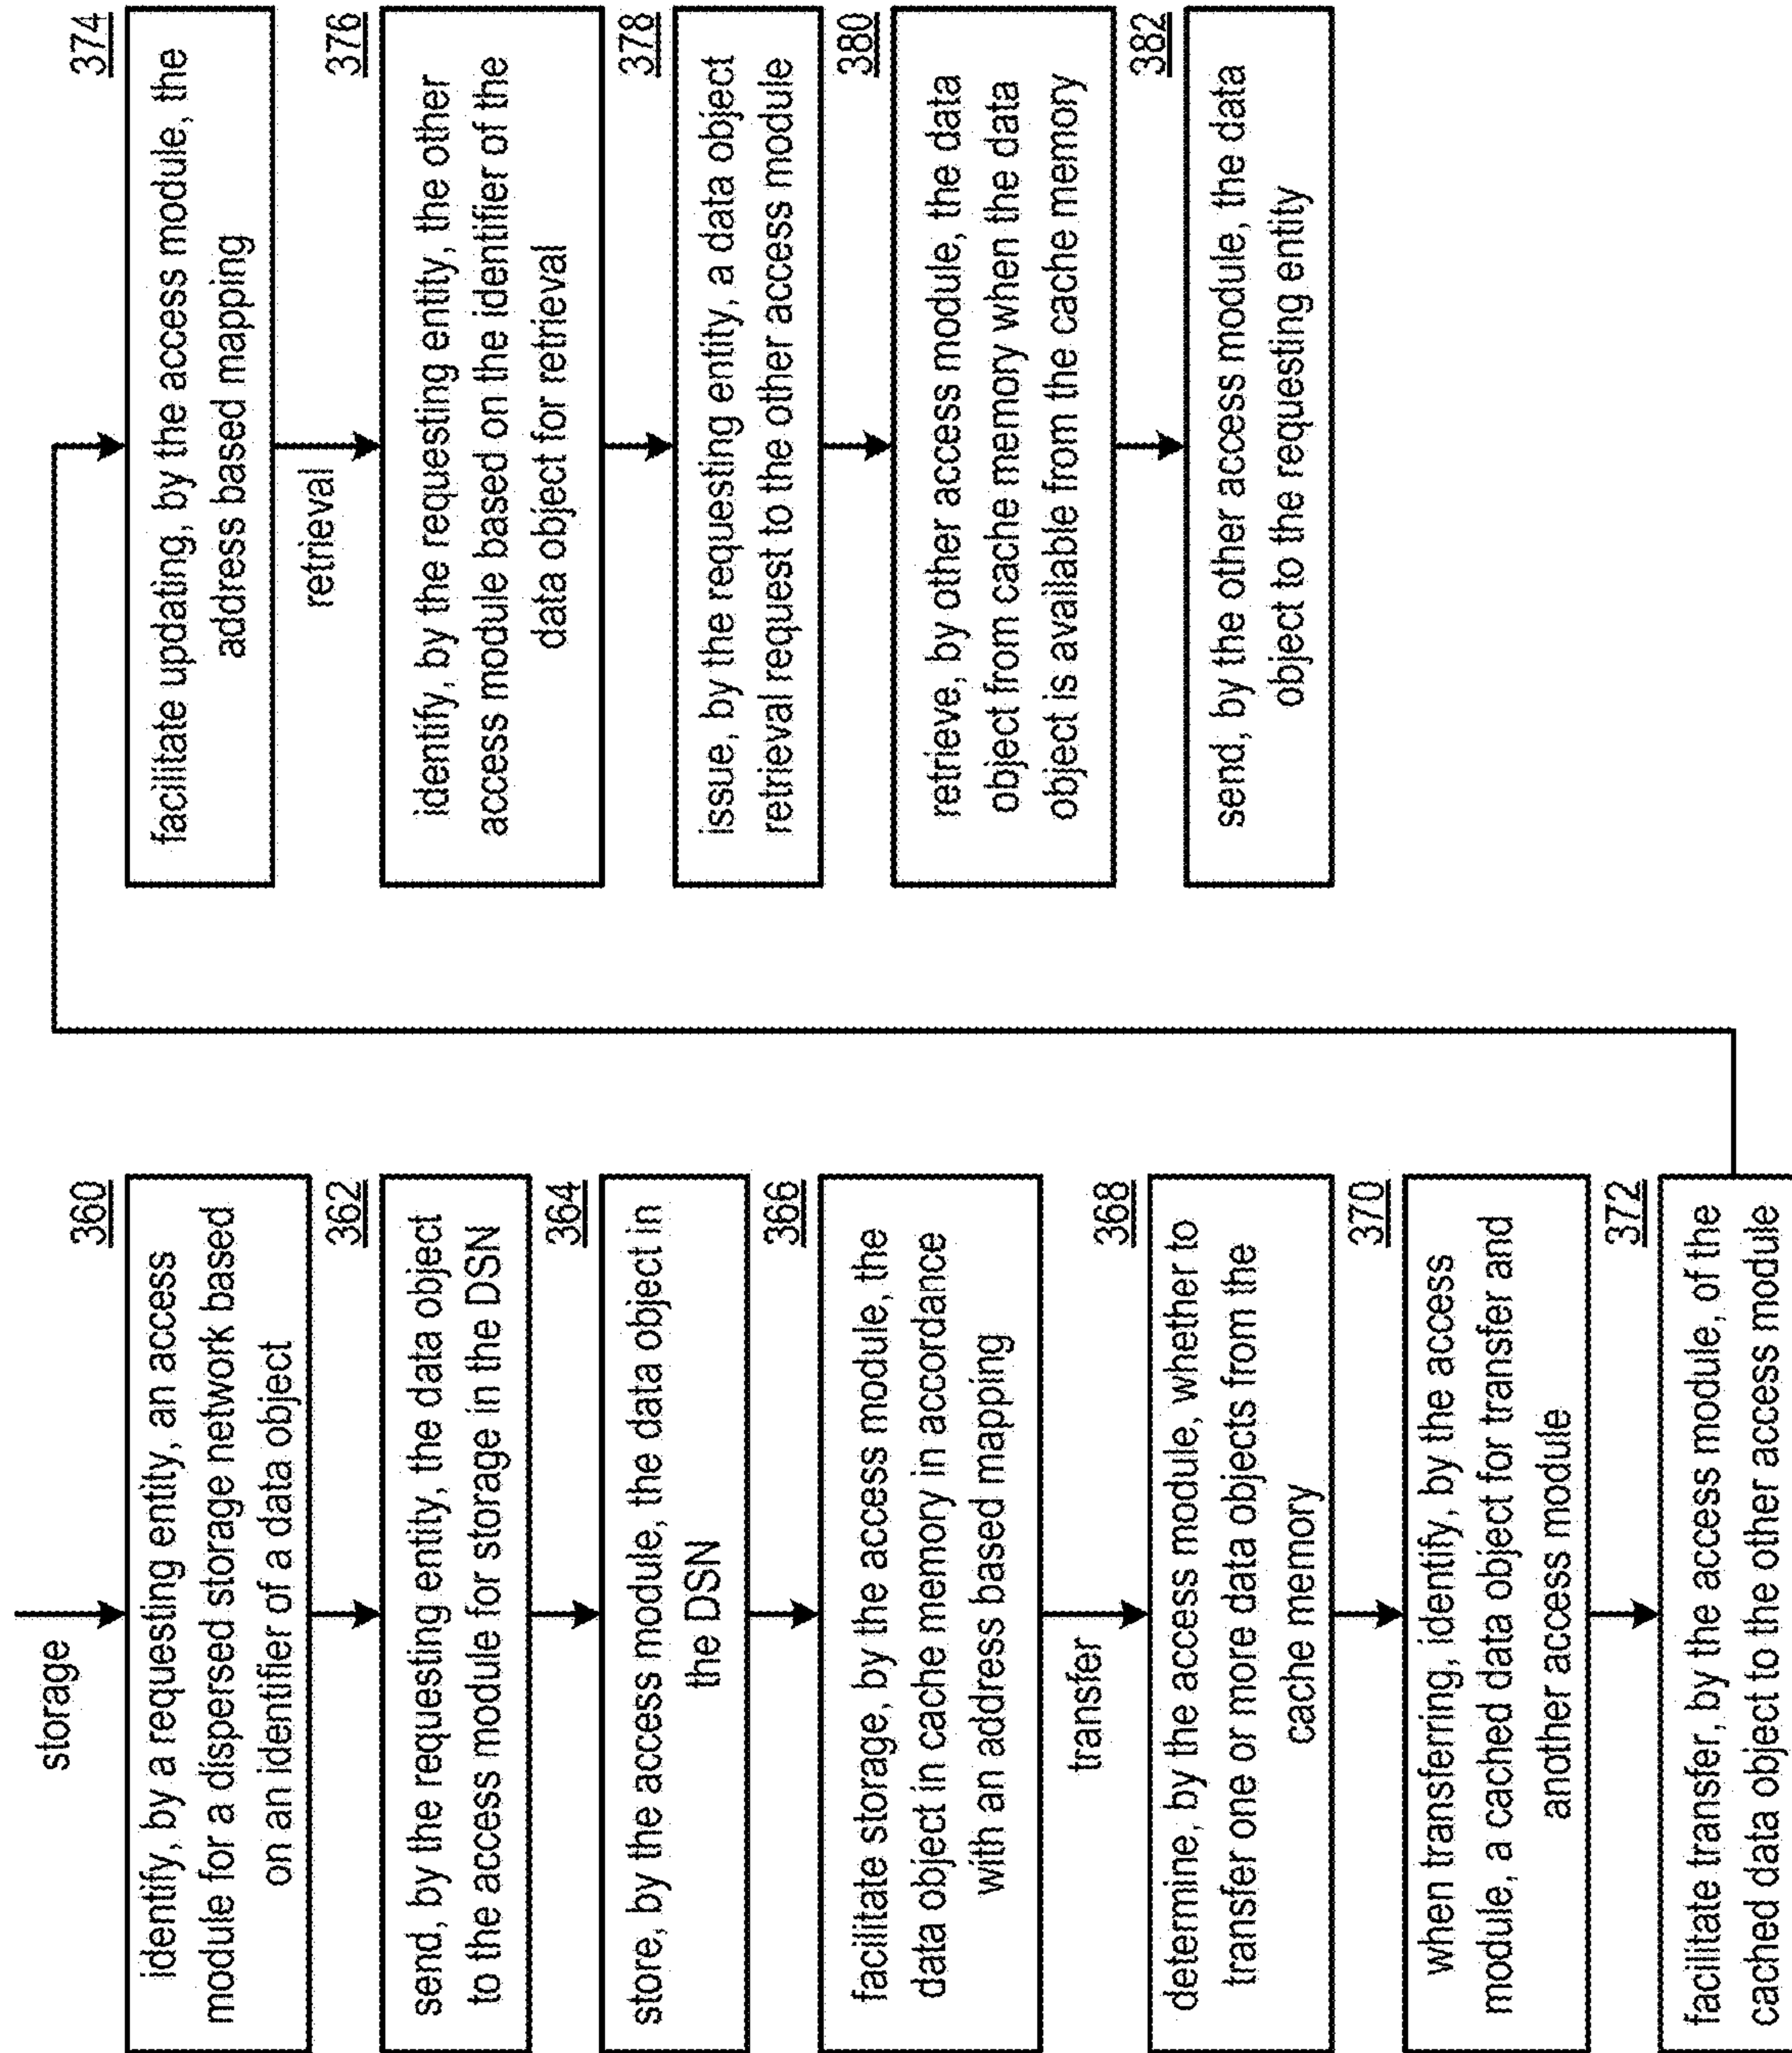 storage
360
identify, by a requesting entity, an access
module for a dispersed storage network based
on an identifier of a data object
362
send, by the requesting entity, the data object
to the access module for storage in the DSN
364
store, by the access module, the data object in
the DSN
366
facilitate storage, by the access module, the
data object in cache memory in accordance
with an address based mapping
transfer
368
determine, by the access module, whether to
transfer one or more data objects from the
cache memory
370
when transferring, identify, by the access
module, a cached data object for transfer and
another access module
372
facilitate transfer, by the access module, of the
cached data object to the other access module
374
facilitate updating, by the access module, the
address based mapping
retrieval
376
identify, by the requesting entity, the other
access module based on the identifier of the
data object for retrieval
378
issue, by the requesting entity, a data object
retrieval request to the other access module
380
retrieve, by other access module, the data
object from cache memory when the data
object is available from the cache memory
382
send, by the other access module, the data
object to the requesting entity